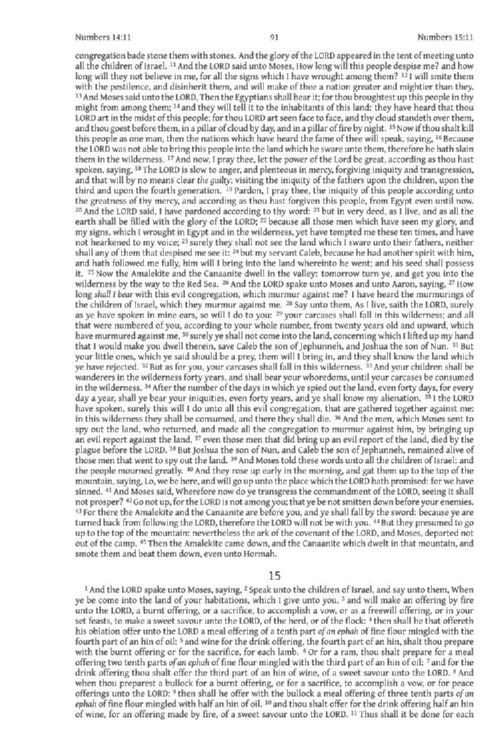 Numbers 14:11 91 Numbers 15:11
congregation bade stone them with stones. And the glory of the LORD appeared in the tent of meeting unto
all the children of Israel. 11 And the LORD said unto Moses, How long will this people despise me? and how
long will they not believe in me, for all the signs which I have wrought among them? 12 I will smite them
with the pestilence, and disinherit them, and will make of thee a nation greater and mightier than they.
13 And Moses said unto the LORD, Then the Egyptians shall hear it; for thou broughtest up this people in thy
might from among them; 14 and they will tell it to the inhabitants of this land: they have heard that thou
LORD art in the midst of this people; for thou LORD art seen face to face, and thy cloud standeth over them,
and thou goest before them, in a pillar of cloud by day, and in a pillar of fire by night. 15 Now if thou shalt kill
this people as one man, then the nations which have heard the fame of thee will speak, saying, 16 Because
the LORD was not able to bring this people into the land which he sware unto them, therefore he hath slain
them in the wilderness. 17 And now, I pray thee, let the power of the Lord be great, according as thou hast
spoken, saying, 18 The LORD is slow to anger, and plenteous in mercy, forgiving iniquity and transgression,
and that will by no means clear the guilty; visiting the iniquity of the fathers upon the children, upon the
third and upon the fourth generation. 19 Pardon, I pray thee, the iniquity of this people according unto
the greatness of thy mercy, and according as thou hast forgiven this people, from Egypt even until now.
20 And the LORD said, I have pardoned according to thy word: 21 but in very deed, as I live, and as all the
earth shall be filled with the glory of the LORD; 22 because all those men which have seen my glory, and
my signs, which I wrought in Egypt and in the wilderness, yet have tempted me these ten times, and have
not hearkened to my voice; 23 surely they shall not see the land which I sware unto their fathers, neither
shall any of them that despised me see it: 24 but my servant Caleb, because he had another spirit with him,
and hath followed me fully, him will I bring into the land whereinto he went; and his seed shall possess
it. 25 Now the Amalekite and the Canaanite dwell in the valley: tomorrow turn ye, and get you into the
wilderness by the way to the Red Sea. 26 And the LORD spake unto Moses and unto Aaron, saying, 27 How
long shall I bear with this evil congregation, which murmur against me? I have heard the murmurings of
the children of Israel, which they murmur against me. 28 Say unto them, As I live, saith the LORD, surely
as ye have spoken in mine ears, so will I do to you: 29 your carcases shall fall in this wilderness; and all
that were numbered of you, according to your whole number, from twenty years old and upward, which
have murmured against me, 30 surely ye shall not come into the land, concerning which I lifted up my hand
that I would make you dwell therein, save Caleb the son of Jephunneh, and Joshua the son of Nun. 31 But
your little ones, which ye said should be a prey, them will I bring in, and they shall know the land which
ye have rejected. 32 But as for you, your carcases shall fall in this wilderness. 33 And your children shall be
wanderers in the wilderness forty years, and shall bear your whoredoms, until your carcases be consumed
in the wilderness. 34 After the number of the days in which ye spied out the land, even forty days, for every
day a year, shall ye bear your iniquities, even forty years, and ye shall know my alienation. 35 I the LORD
have spoken, surely this will I do unto all this evil congregation, that are gathered together against me:
in this wilderness they shall be consumed, and there they shall die. 36 And the men, which Moses sent to
spy out the land, who returned, and made all the congregation to murmur against him, by bringing up
an evil report against the land, 37 even those men that did bring up an evil report of the land, died by the
plague before the LORD. 38 But Joshua the son of Nun, and Caleb the son of Jephunneh, remained alive of
those men that went to spy out the land. 39 And Moses told these words unto all the children of Israel: and
the people mourned greatly. 40 And they rose up early in the morning, and gat them up to the top of the
mountain, saying, Lo, we be here, and will go up unto the place which the LORD hath promised: for we have
sinned. 41 And Moses said, Wherefore now do ye transgress the commandment of the LORD, seeing it shall
not prosper? 42 Go not up, for the LORD is not among you; that ye be not smitten down before your enemies.
43 For there the Amalekite and the Canaanite are before you, and ye shall fall by the sword: because ye are
turned back from following the LORD, therefore the LORD will not be with you. 44 But they presumed to go
up to the top of the mountain: nevertheless the ark of the covenant of the LORD, and Moses, departed not
out of the camp. 45 Then the Amalekite came down, and the Canaanite which dwelt in that mountain, and
smote them and beat them down, even unto Hormah.
15
1 And the LORD spake unto Moses, saying, 2 Speak unto the children of Israel, and say unto them, When
ye be come into the land of your habitations, which I give unto you, 3 and will make an offering by fire
unto the LORD, a burnt offering, or a sacrifice, to accomplish a vow, or as a freewill offering, or in your
set feasts, to make a sweet savour unto the LORD, of the herd, or of the flock: 4 then shall he that offereth
his oblation offer unto the LORD a meal offering of a tenth part of an ephah of fine flour mingled with the
fourth part of an hin of oil: 5 and wine for the drink offering, the fourth part of an hin, shalt thou prepare
with the burnt offering or for the sacrifice, for each lamb. 6 Or for a ram, thou shalt prepare for a meal
offering two tenth parts of an ephah of fine flour mingled with the third part of an hin of oil: 7 and for the
drink offering thou shalt offer the third part of an hin of wine, of a sweet savour unto the LORD. 8 And
when thou preparest a bullock for a burnt offering, or for a sacrifice, to accomplish a vow, or for peace
offerings unto the LORD: 9 then shall he offer with the bullock a meal offering of three tenth parts of an
ephah of fine flour mingled with half an hin of oil. 10 and thou shalt offer for the drink offering half an hin
of wine, for an offering made by fire, of a sweet savour unto the LORD. 11 Thus shall it be done for each